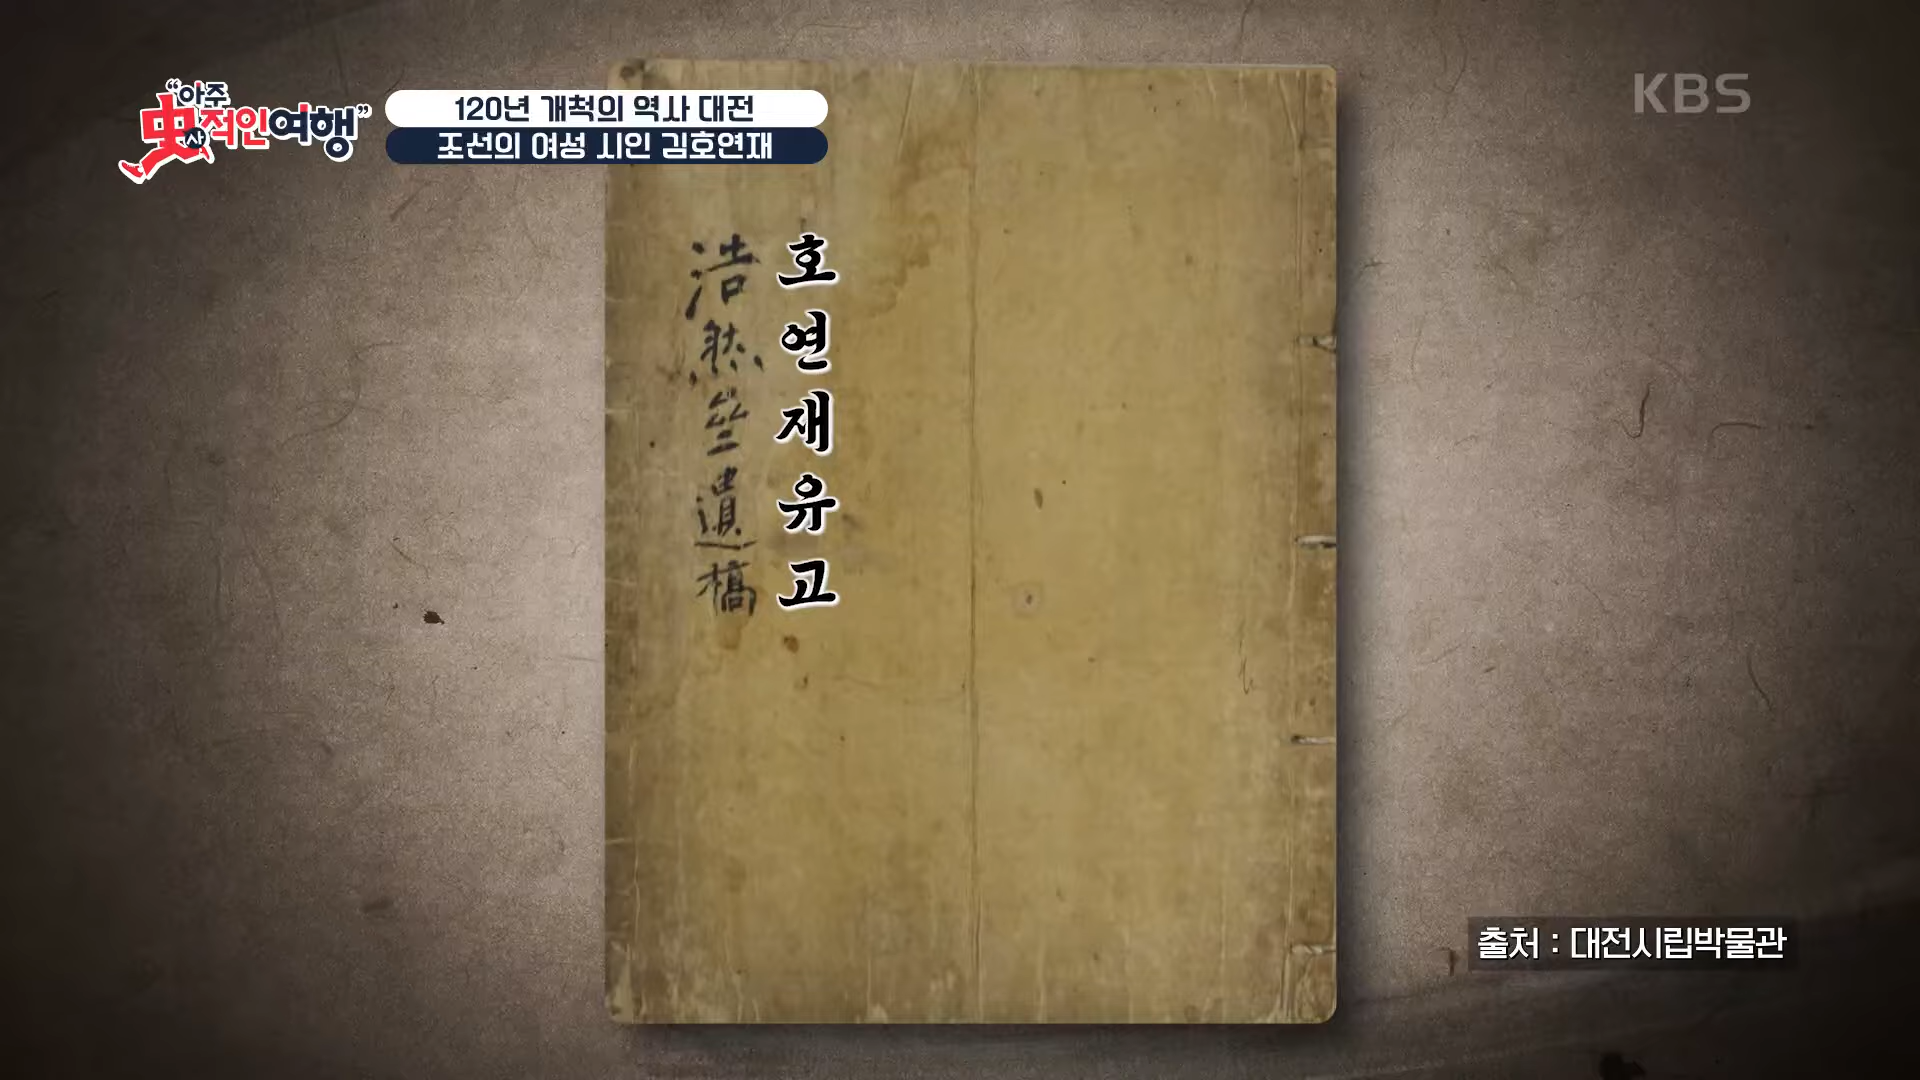 “아주
史적인여행”
사
120년 개척의 역사 대전
조선의 여성 시인 김호연재
KBS
浩然斋遺稿
호연재유고
출처 : 대전시립박물관